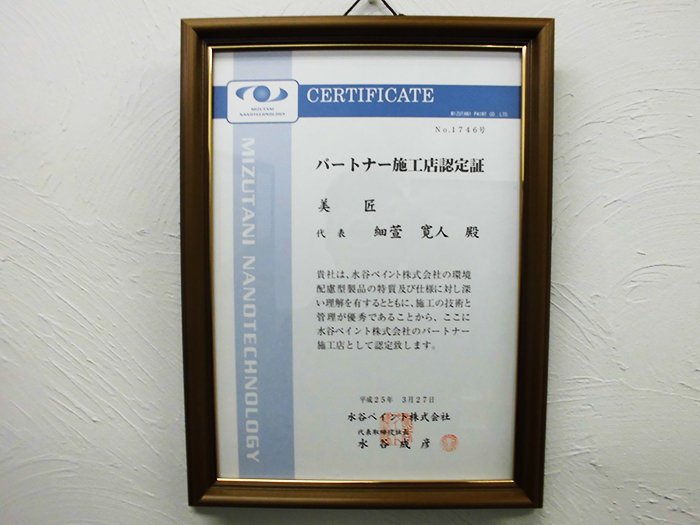 CERTIFICATE
MIZUTANI PAINT CO. LTD.
MIZUTANI
NANOTECHNOLOGY
No.1746号
MIZUTANI NANOTECHNOLOGY
パートナー施工店認定証
美 匠
代 表 細萱 寛人 殿
貴社は、水谷ペイント株式会社の環境
配慮型製品の特質及び仕様に対し深
い理解を有するとともに、施工の技術と
管理が優秀であることから、ここに
水谷ペイント株式会社のパートナー
施工店として認定致します。
平成25年 3月27日
水谷ペイント株式会社
代表取締役社長
水 谷 成 彦